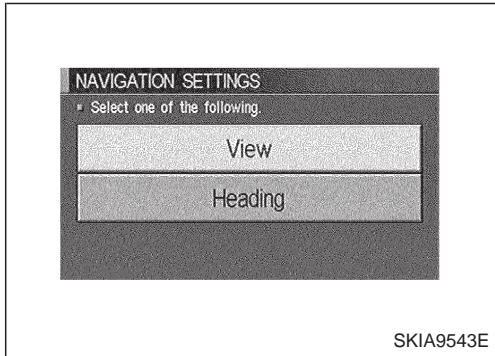 NAVIGATION SETTINGS
Select one of the following.
View
Heading
SKIA9543E